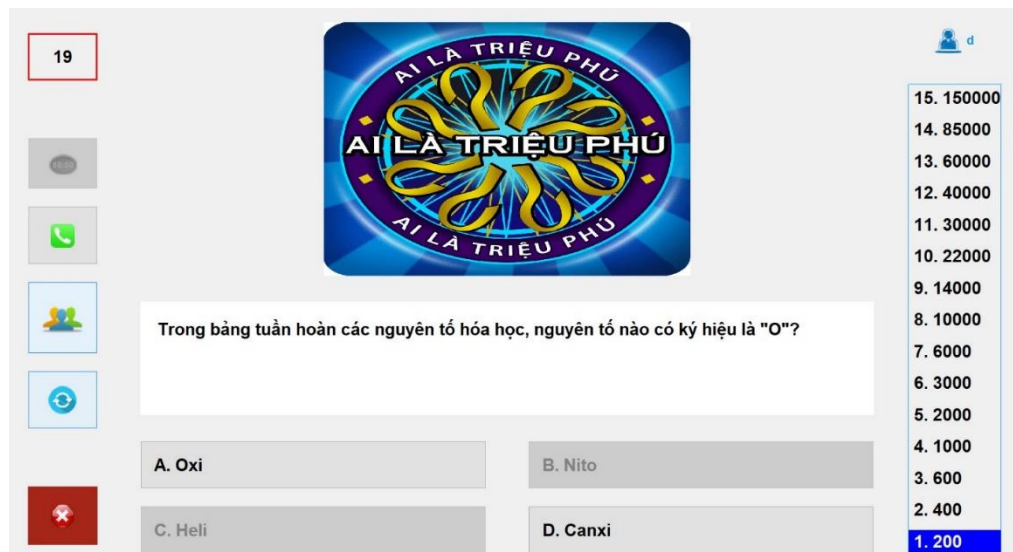 19
AI LÀ TRIỆU PHÚ
AI LÀ TRIỆU PHÚ
AI LÀ TRIỆU PHÚ
d
50:50
15. 150000
14. 85000
13. 60000
12. 40000
11. 30000
10. 22000
9. 14000
8. 10000
7. 6000
6. 3000
5. 2000
4. 1000
3. 600
2. 400
1. 200
Trong bảng tuần hoàn các nguyên tố hóa học, nguyên tố nào có ký hiệu là "O"?
A. Oxi
B. Nito
C. Heli
D. Canxi